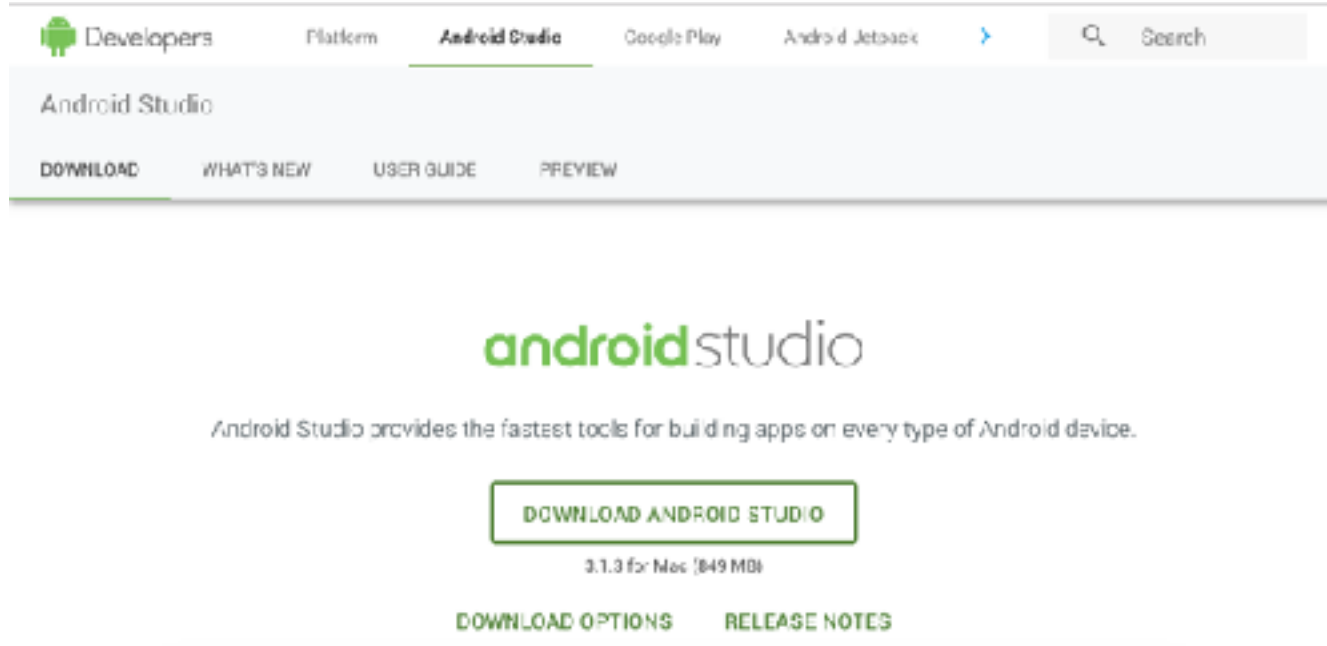 Developers Platform Android Studio Google Play Android Jetpack Search
Android Studio
DOWNLOAD WHAT'S NEW USER GUIDE PREVIEW
androidstudio
Android Studio provides the fastest tools for building apps on every type of Android device.
DOWNLOAD ANDROID STUDIO
3.1.3 for Mac (849 MB)
DOWNLOAD OPTIONS RELEASE NOTES